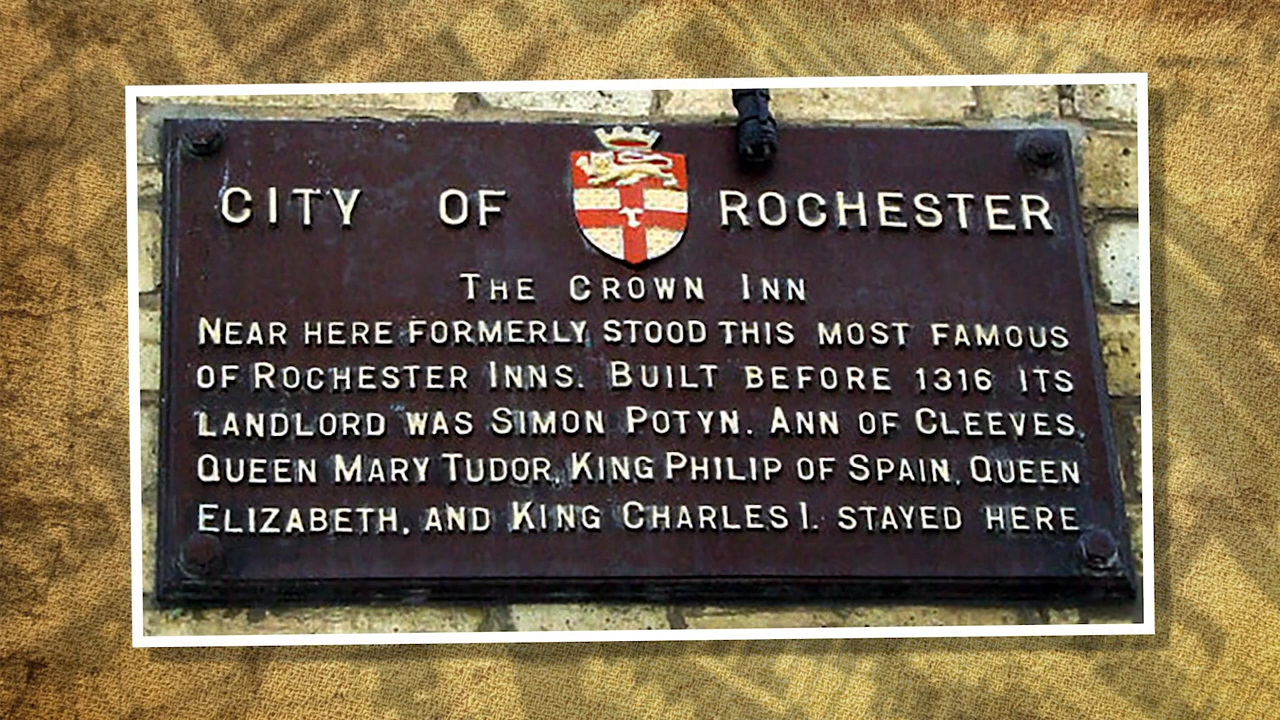 CITY OF ROCHESTER
THE CROWN INN
NEAR HERE FORMERLY STOOD THIS MOST FAMOUS
OF ROCHESTER INNS. BUILT BEFORE 1316 ITS
LANDLORD WAS SIMON POTYN. ANN OF CLEEVES,
QUEEN MARY TUDOR, KING PHILIP OF SPAIN, QUEEN
ELIZABETH, AND KING CHARLES I. STAYED HERE